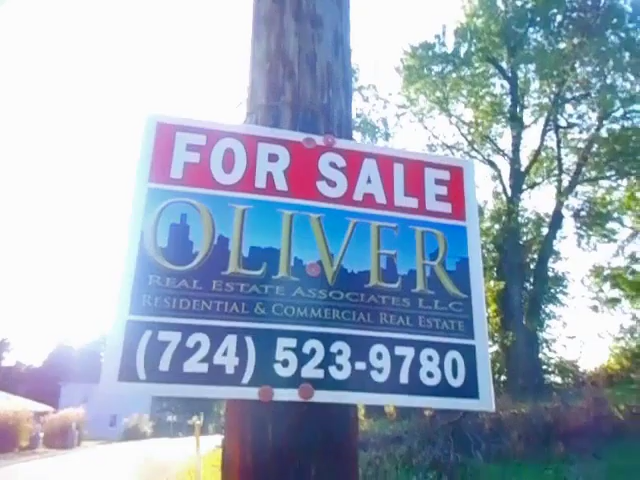 FOR SALE
OLIVER
REAL ESTATE ASSOCIATES LLC
RESIDENTIAL & COMMERCIAL REAL ESTATE
(724) 523-9780